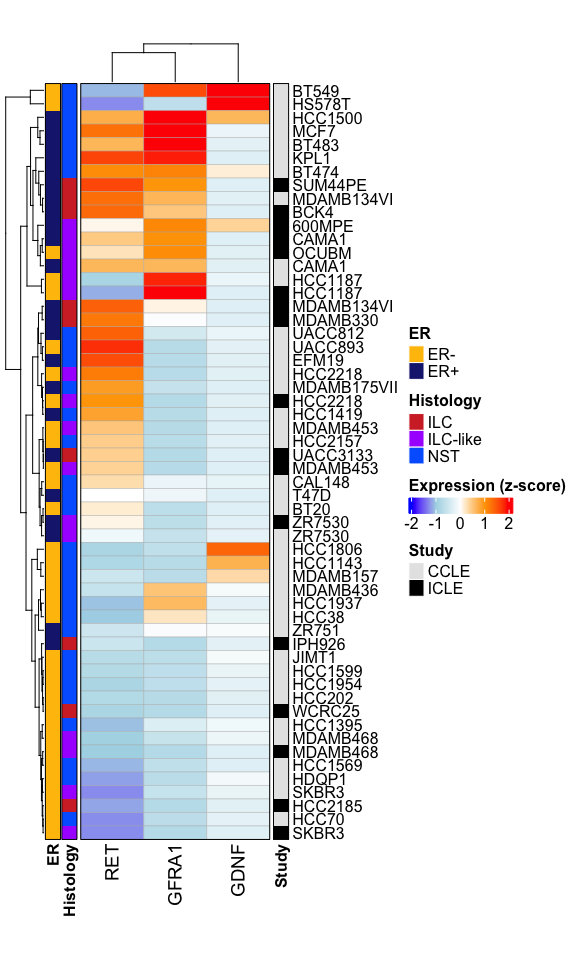 BT549
HS578T
HCC1500
MCF7
BT483
KPL1
BT474
SUM44PE
MDAMB134VI
BCK4
600MPE
CAMA1
OCUBM
CAMA1
HCC1187
HCC1187
MDAMB134VI
MDAMB330
UACC812
UACC893
EFM19
HCC2218
MDAMB175VII
HCC2218
HCC1419
MDAMB453
HCC2157
UACC3133
MDAMB453
CAL148
T47D
BT20
ZR7530
ZR7530
HCC1806
HCC1143
MDAMB157
MDAMB436
HCC1937
HCC38
ZR751
IPH926
JIMT1
HCC1599
HCC1954
HCC202
WCRC25
HCC1395
MDAMB468
MDAMB468
HCC1569
HDQP1
SKBR3
HCC2185
HCC70
SKBR3
ER
Histology
RET
GFRA1
GDNF
Study
ER
ER-
ER+
Histology
ILC
ILC-like
NST
Expression (z-score)
-2 -1 0 1 2
Study
CCLE
ICLE